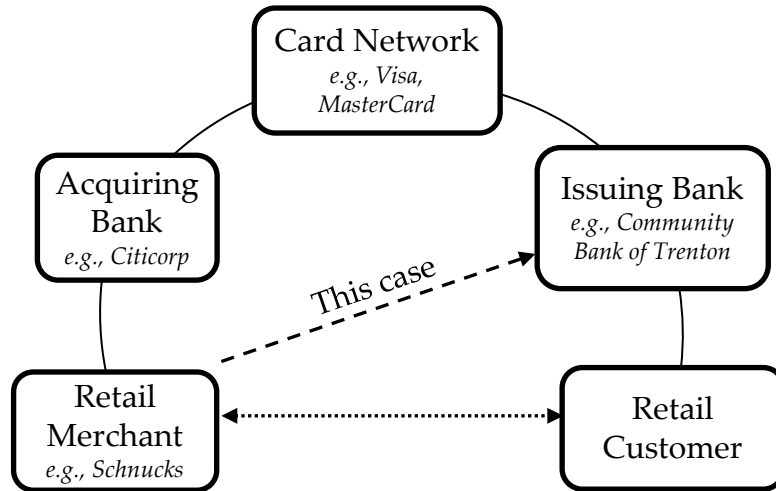 Card Network
e.g., Visa,
MasterCard
Acquiring
Bank
e.g., Citicorp
Issuing Bank
e.g., Community
Bank of Trenton
This case
Retail
Merchant
e.g., Schnucks
Retail
Customer